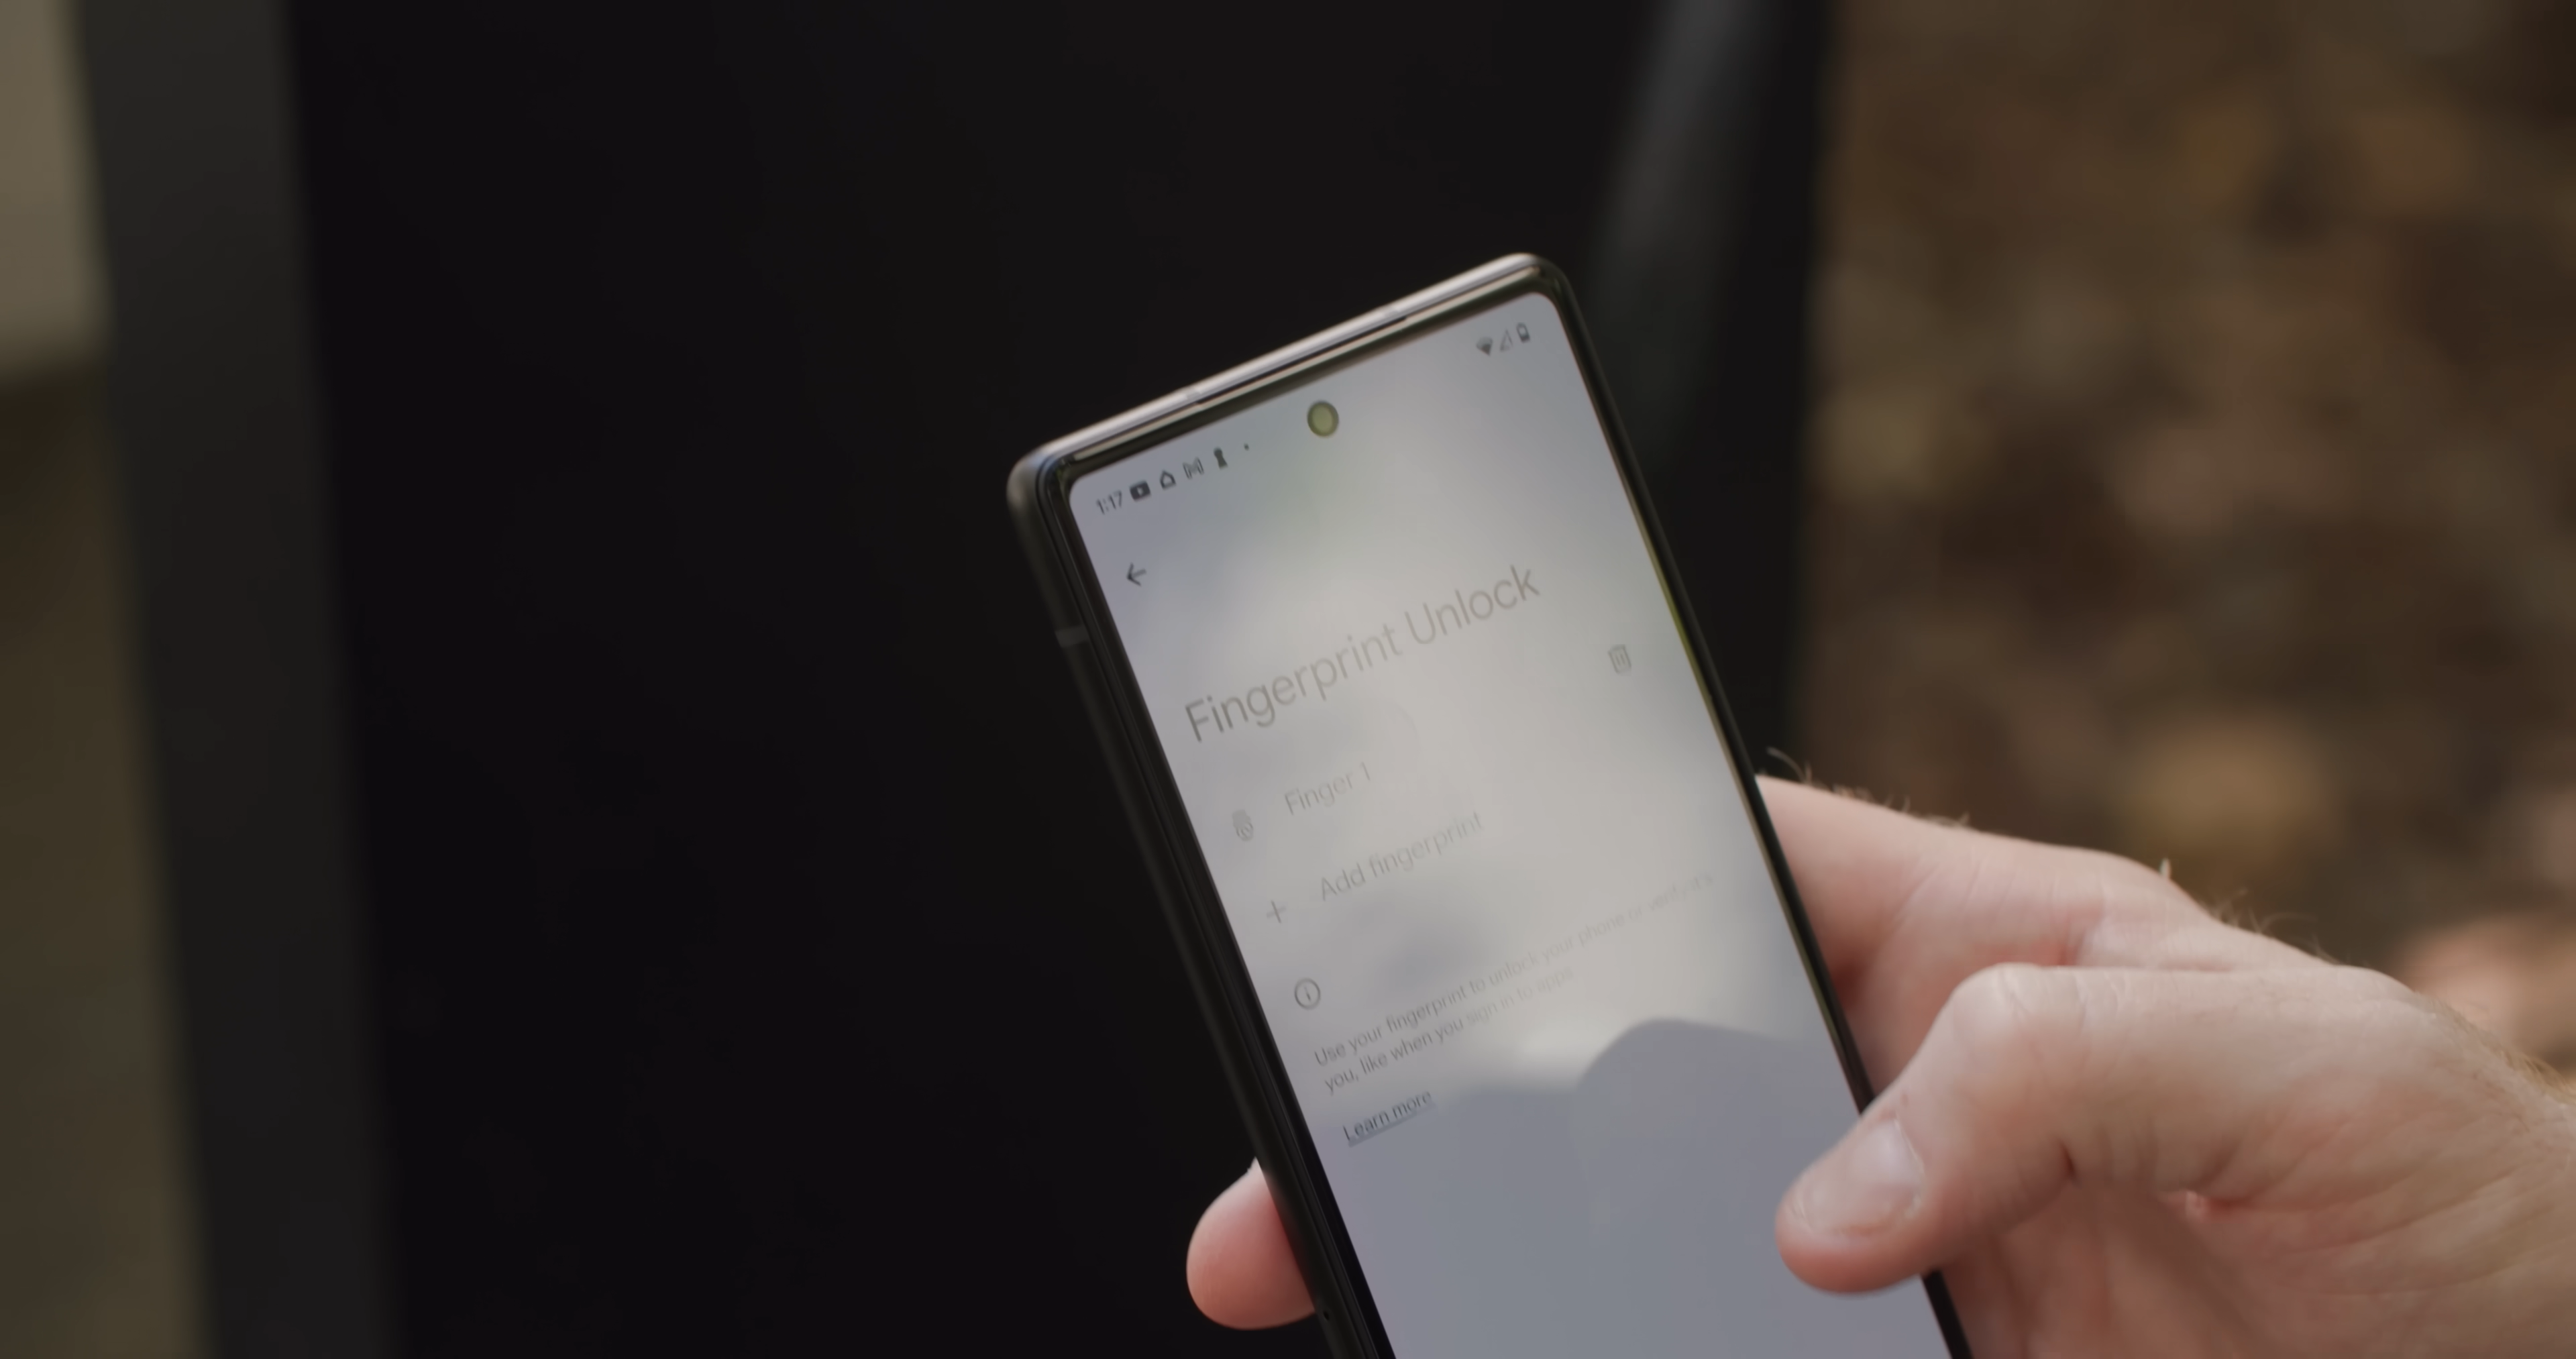 1:17
Fingerprint Unlock
Finger 1
Add fingerprint
Use your fingerprint to unlock your phone or verify it's
you, like when you sign in to apps
Learn more